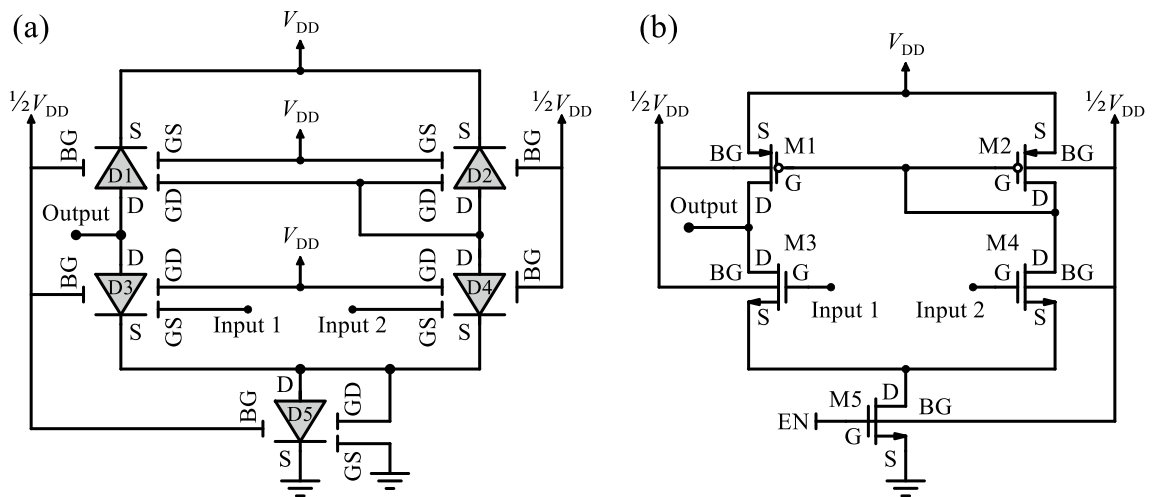 (a)
V_DD
½V_DD
½V_DD
BG
S
GS
V_DD
GS
S
BG
D1
D2
D
GD
GD
D
Output
BG
D
GD
V_DD
GD
D
BG
D3
D4
S
GS
Input 1
Input 2
GS
S
BG
D
GD
D5
S
GS
(b)
V_DD
½V_DD
½V_DD
S
M1
M2
S
BG
G
G
BG
D
D
Output
D
M3
M4
D
BG
G
G
BG
S
Input 1
Input 2
S
M5
D
BG
EN
G
S